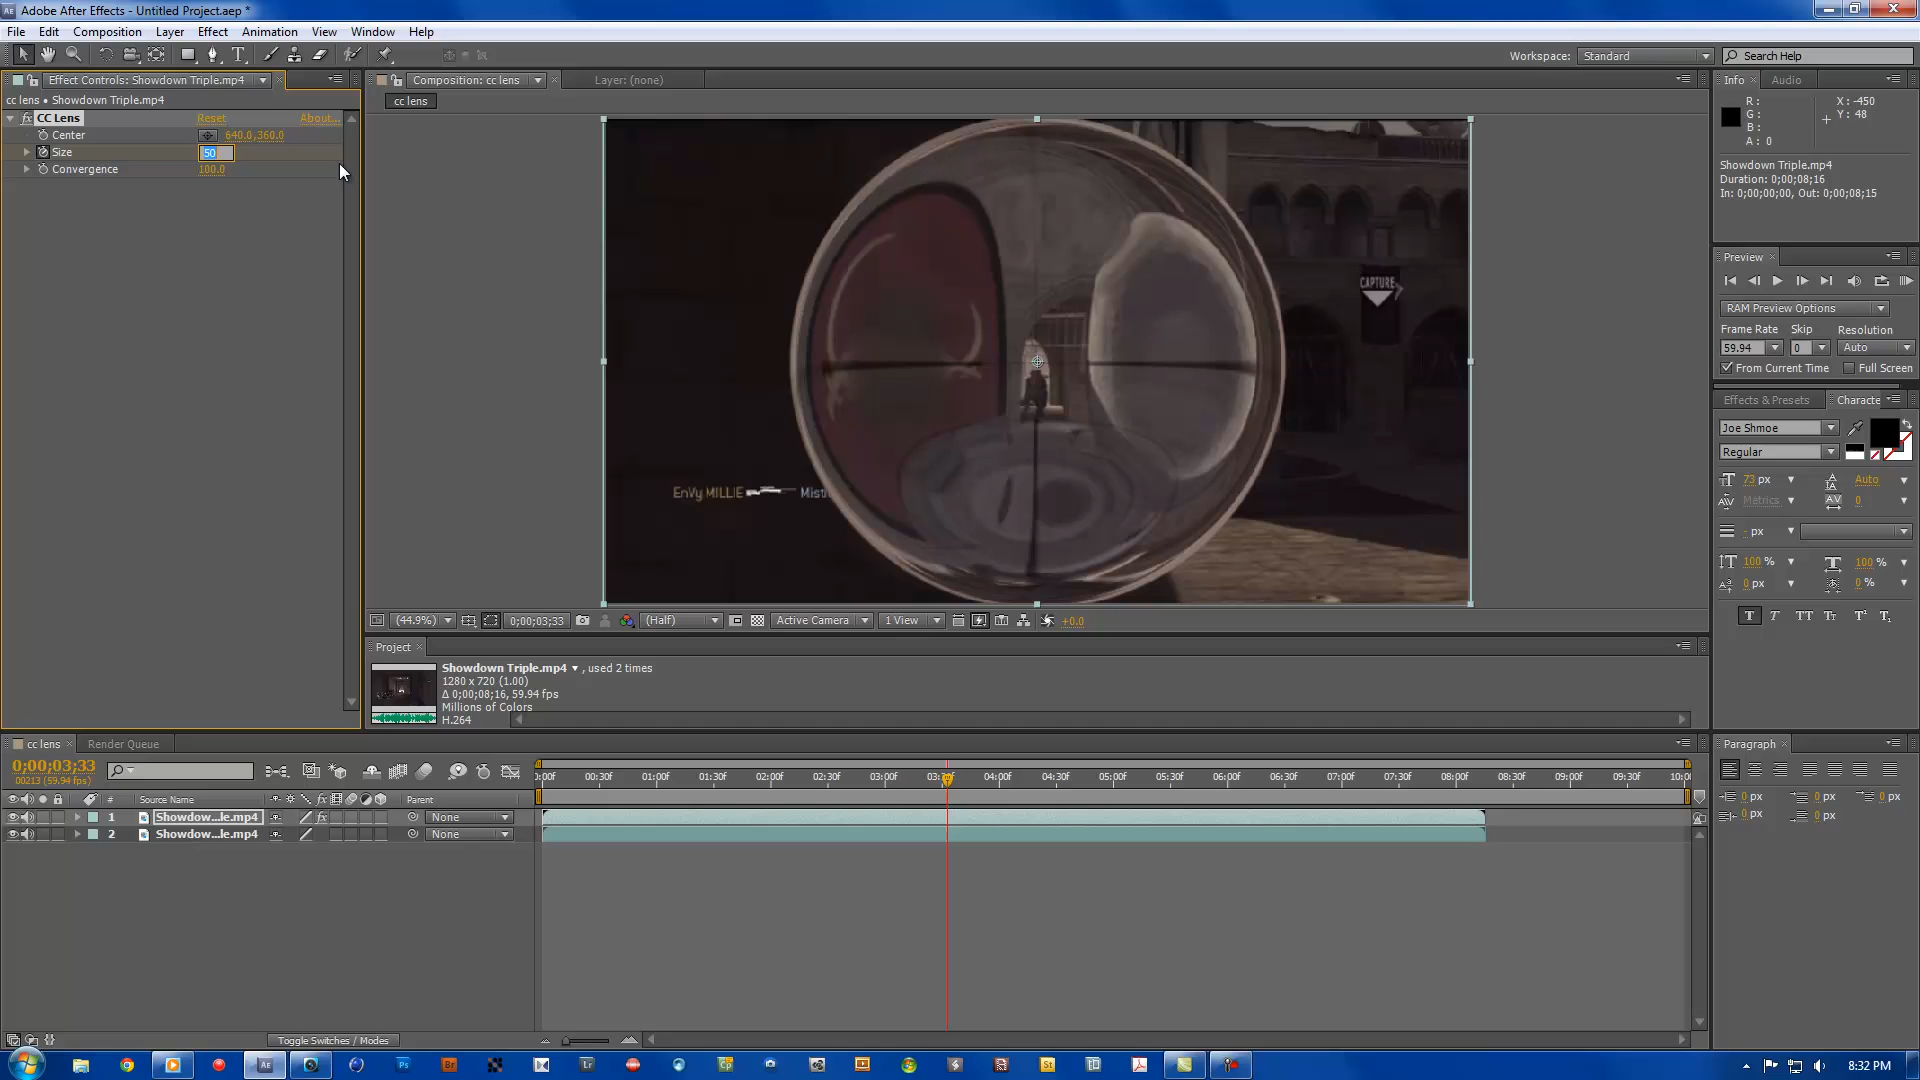 Adobe After Effects - Untitled Project.aep *
File Edit Composition Layer Effect Animation View Window Help
Workspace: Standard Search Help
Effect Controls: Showdown Triple.mp4
cc lens • Showdown Triple.mp4
CC Lens Reset About...
Center 640.0,360.0
Size 50
Convergence 100.0
Composition: cc lens
Layer: (none)
cc lens
CAPTURE
EnVy MILLIE
(44.9%) 0;00;03;33 (Half) Active Camera 1 View +0.0
Project
Showdown Triple.mp4 , used 2 times
1280 x 720 (1.00)
Δ 0;00;08;16, 59.94 fps
Millions of Colors
H.264
Info Audio
R: X: -450
G: Y: 48
B:
A: 0
Showdown Triple.mp4
Duration: 0;00;08;16
In: 0;00;00;00, Out: 0;00;08;15
Preview
RAM Preview Options
Frame Rate Skip Resolution
59.94 0 Auto
From Current Time Full Screen
Effects & Presets Characte
Joe Shmoe
Regular
73 px Auto
Metrics 0
- px
100 % 100 %
0 px 0 %
T T TT Tt T¹ T₁
Paragraph
0 px 0 px 0 px
0 px 0 px
cc lens Render Queue
0;00;03;33
00213 (59.94 fps)
0:00f 00:30f 01:00f 01:30f 02:00f 02:30f 03:00f 04:00f 04:30f 05:00f 05:30f 06:00f 06:30f 07:00f 07:30f 08:00f 08:30f 09:00f 09:30f
# Source Name Parent
1 Showdow...le.mp4 None
2 Showdow...le.mp4 None
Toggle Switches / Modes
8:32 PM